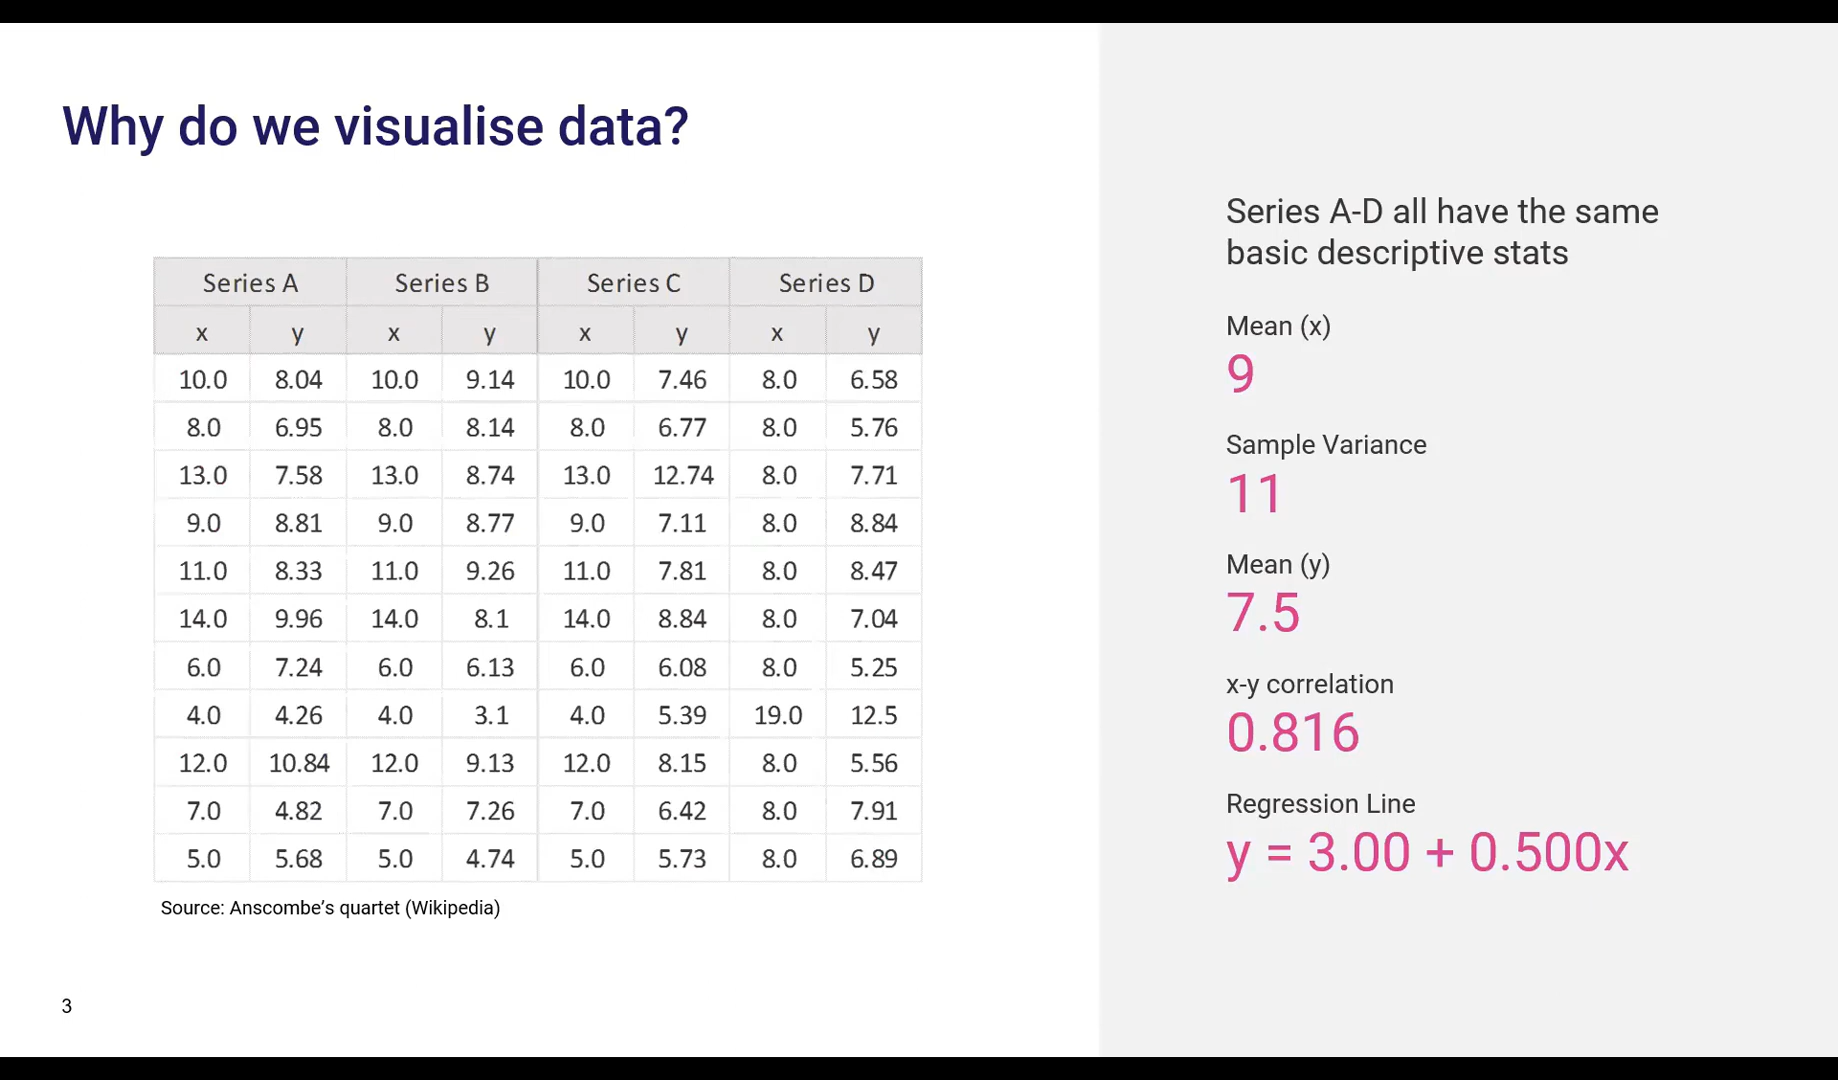 Why do we visualise data?
Series A Series B Series C Series D
x y x y x y x y
10.0 8.04 10.0 9.14 10.0 7.46 8.0 6.58
8.0 6.95 8.0 8.14 8.0 6.77 8.0 5.76
13.0 7.58 13.0 8.74 13.0 12.74 8.0 7.71
9.0 8.81 9.0 8.77 9.0 7.11 8.0 8.84
11.0 8.33 11.0 9.26 11.0 7.81 8.0 8.47
14.0 9.96 14.0 8.1 14.0 8.84 8.0 7.04
6.0 7.24 6.0 6.13 6.0 6.08 8.0 5.25
4.0 4.26 4.0 3.1 4.0 5.39 19.0 12.5
12.0 10.84 12.0 9.13 12.0 8.15 8.0 5.56
7.0 4.82 7.0 7.26 7.0 6.42 8.0 7.91
5.0 5.68 5.0 4.74 5.0 5.73 8.0 6.89
Source: Anscombe’s quartet (Wikipedia)
3
Series A-D all have the same
basic descriptive stats
Mean (x)
9
Sample Variance
11
Mean (y)
7.5
x-y correlation
0.816
Regression Line
y = 3.00 + 0.500x